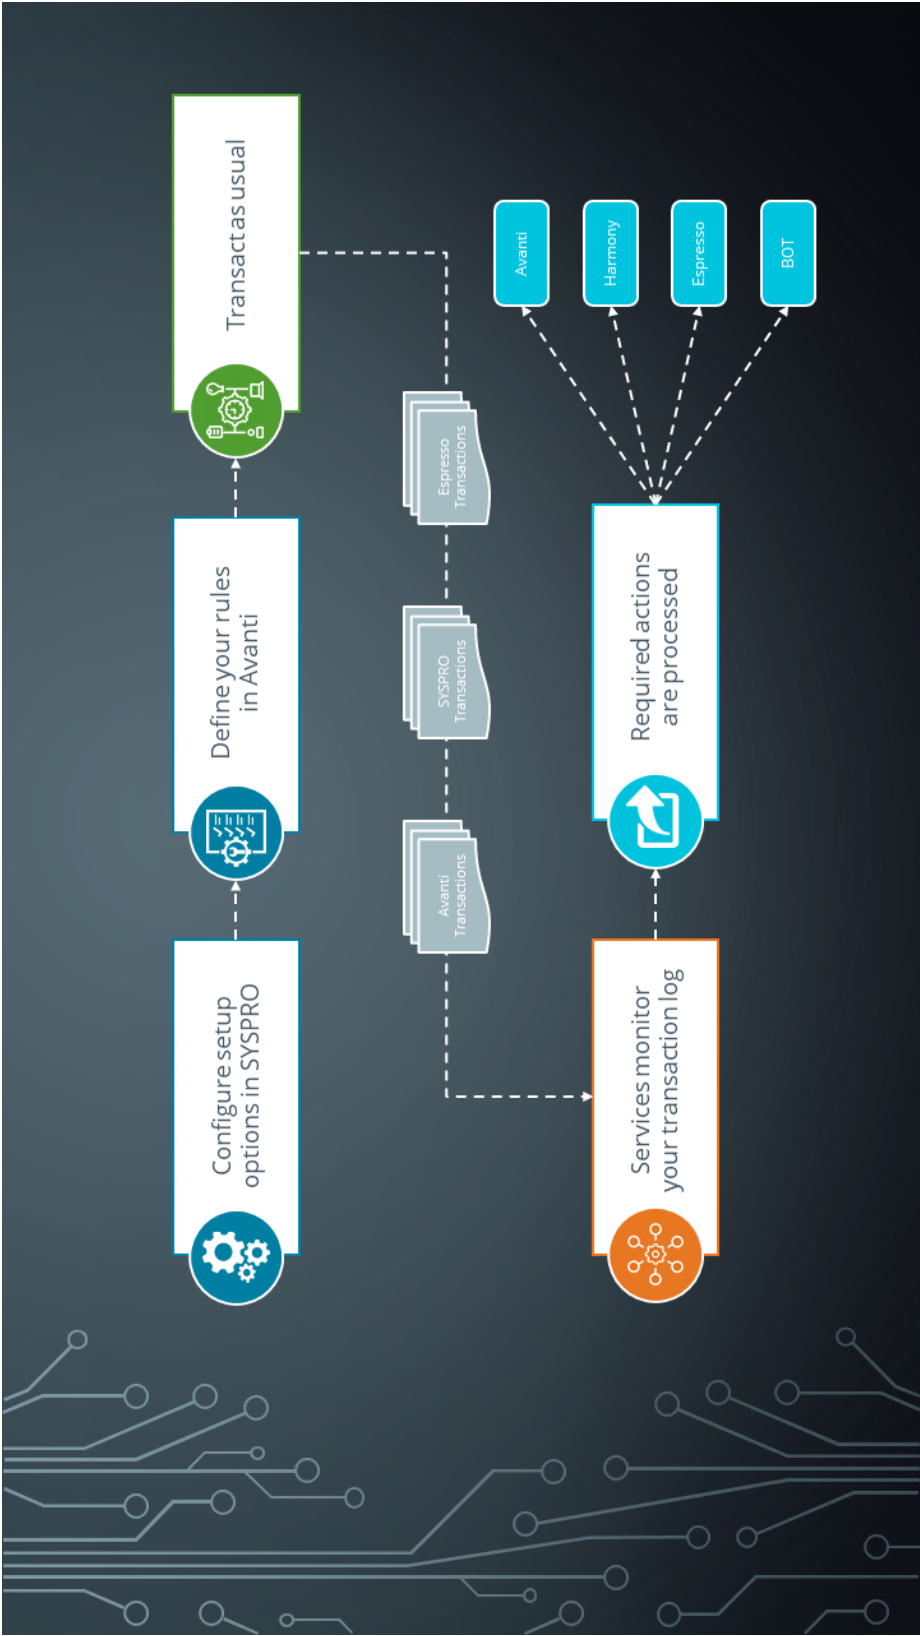 Configure setup
options in SYSPRO
Define your rules
in Avanti
Transact as usual
Espresso
Transactions
SYSPRO
Transactions
Avanti
Transactions
Services monitor
your transaction log
Required actions
are processed
Avanti
Harmony
Espresso
BOT